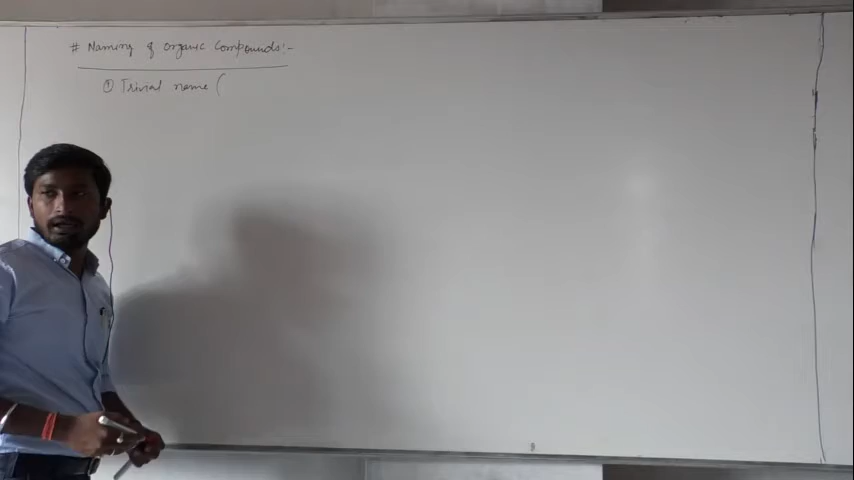 # Naming of Organic Compounds:-
① Trivial name (